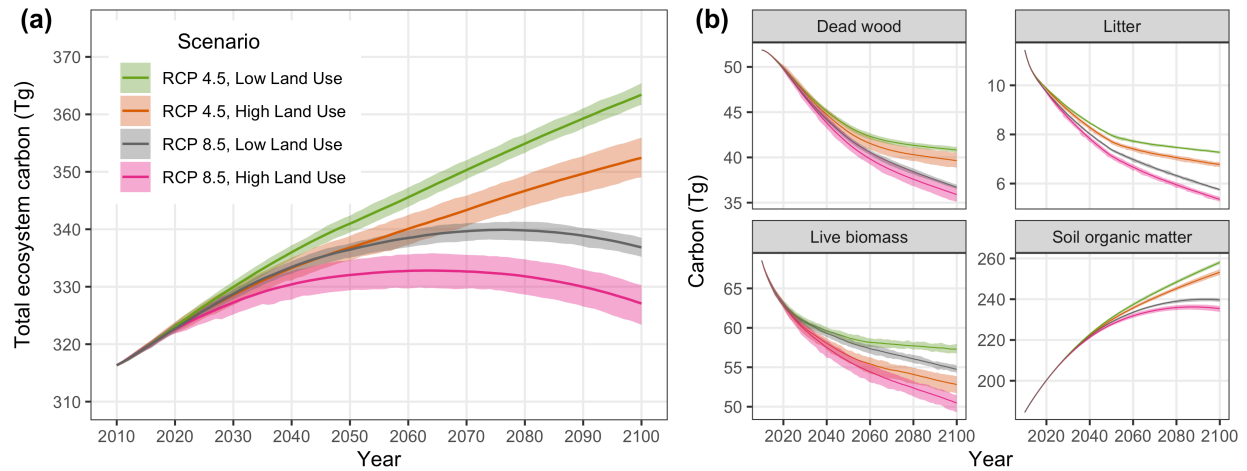 (a)
Total ecosystem carbon (Tg)
370
360
350
340
330
320
310
Scenario
RCP 4.5, Low Land Use
RCP 4.5, High Land Use
RCP 8.5, Low Land Use
RCP 8.5, High Land Use
2010 2020 2030 2040 2050 2060 2070 2080 2090 2100
Year
(b)
Carbon (Tg)
Dead wood
50
45
40
35
Litter
10
8
6
Live biomass
65
60
55
50
2020 2040 2060 2080 2100
Soil organic matter
260
240
220
200
2020 2040 2060 2080 2100
Year